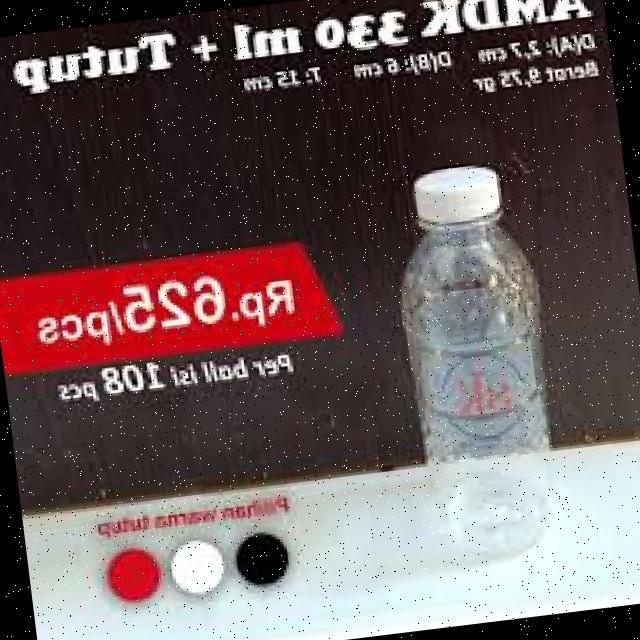 AMDK 330 ml + Tutup
D(A): 2,7 cm D(B): 6 cm T: 15 cm
Berat 9,75 gr
Rp.625/pcs
Per ball isi 108 pcs
Pilihan warna tutup